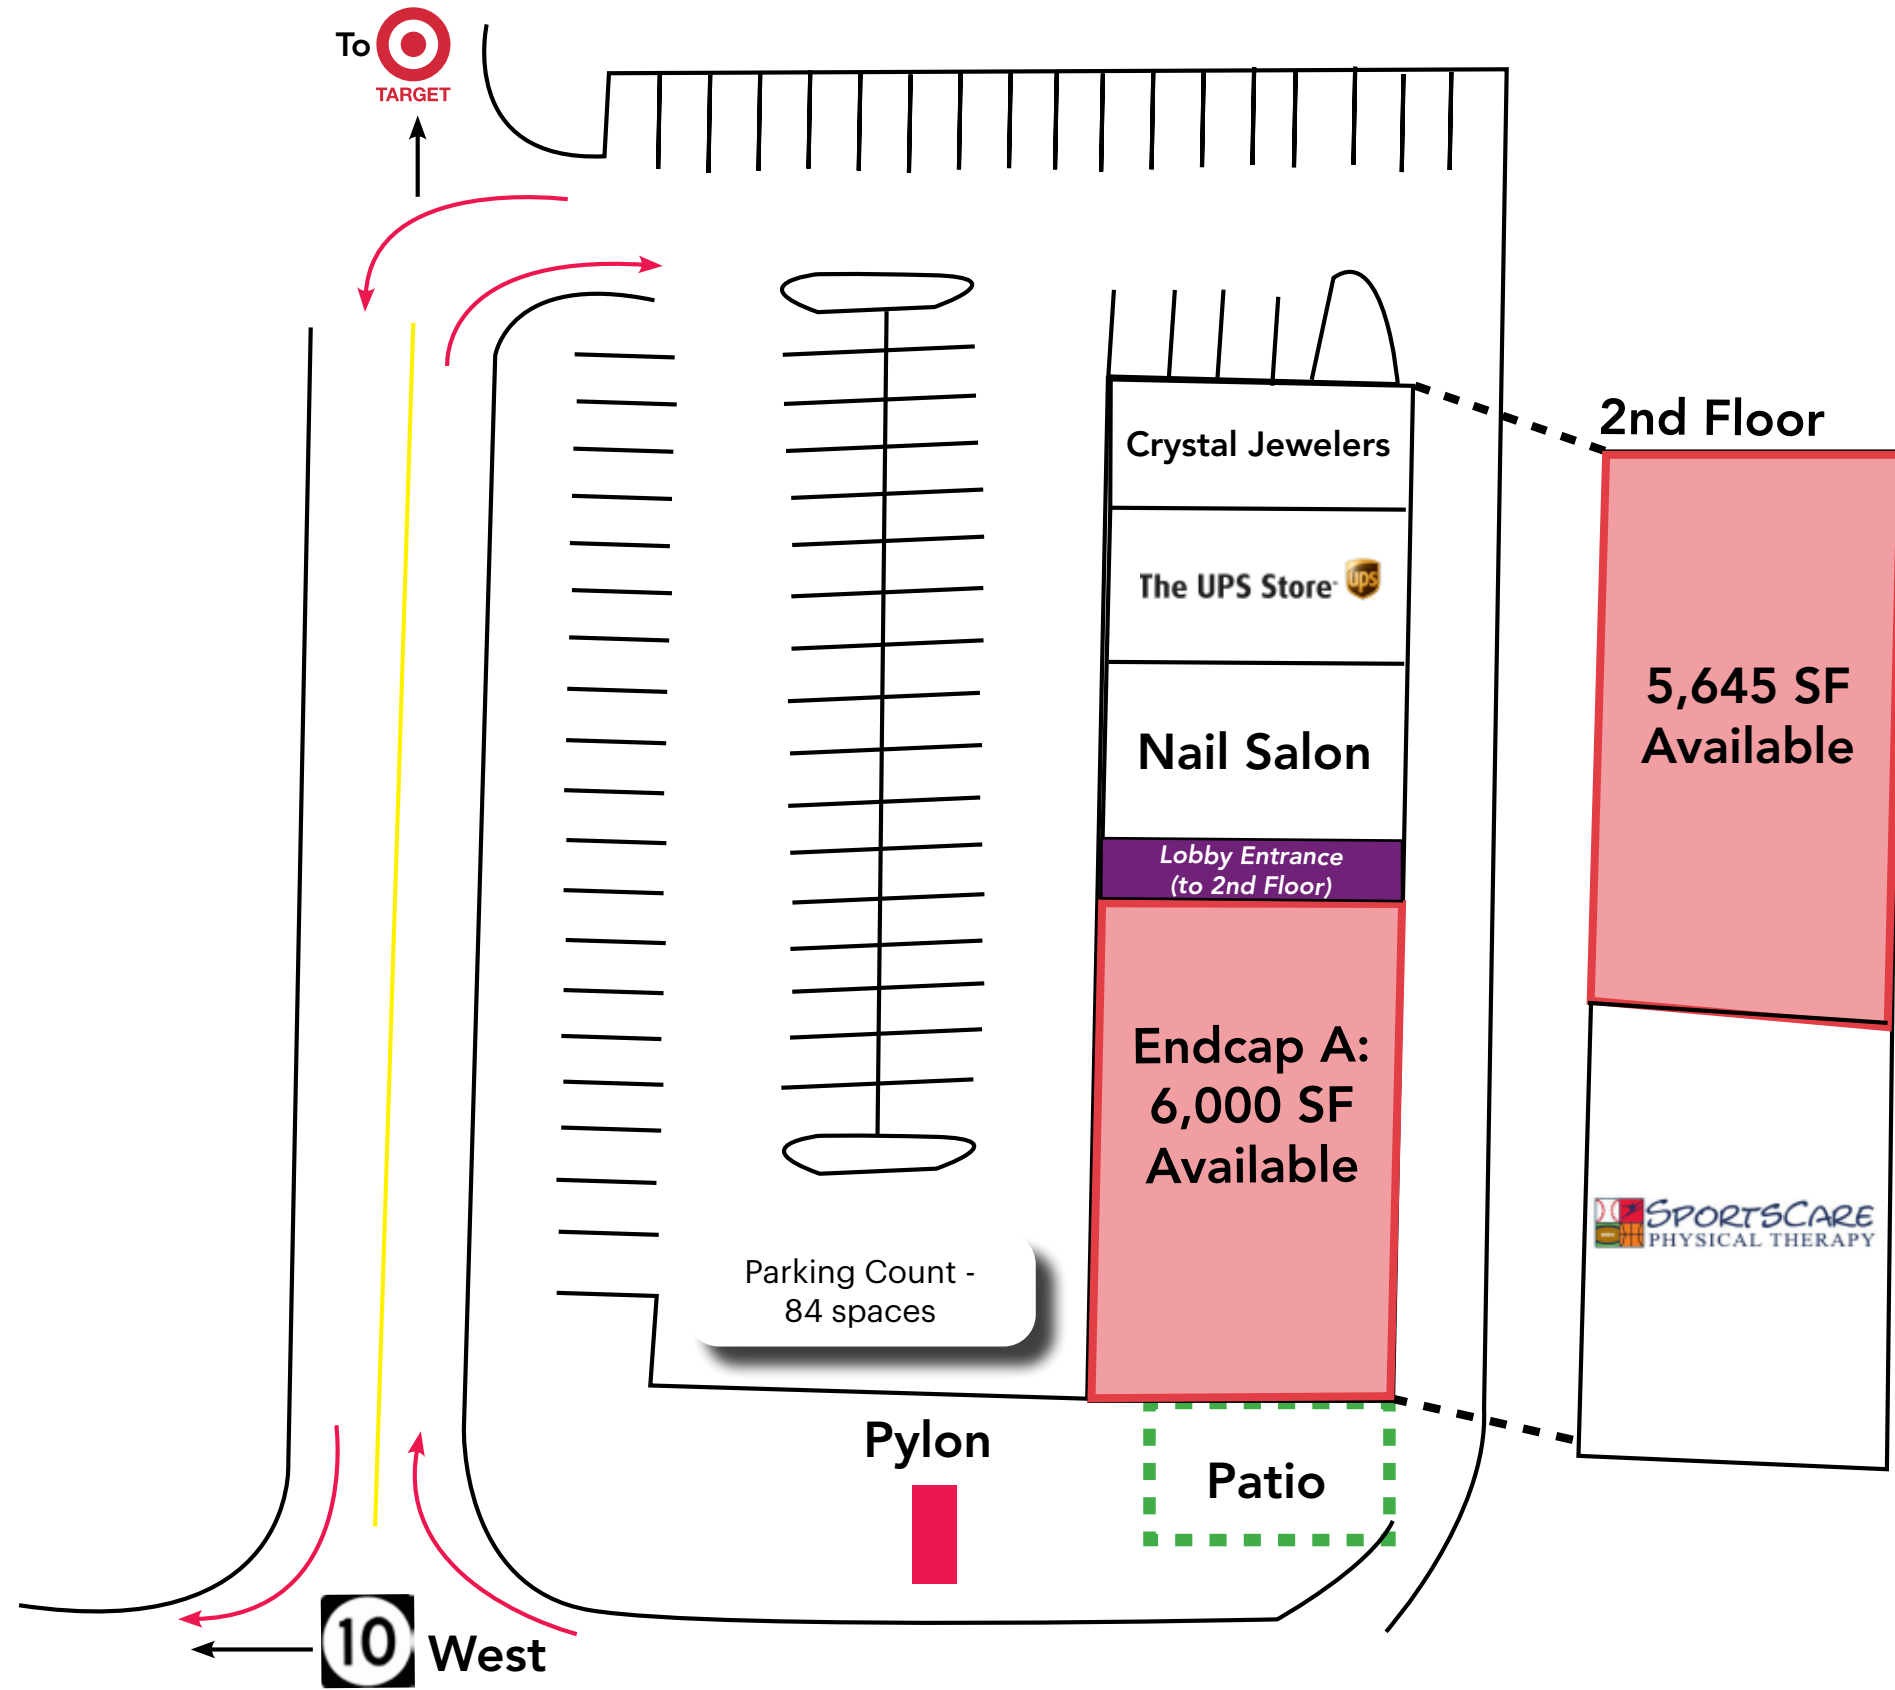 To
TARGET
2nd Floor
Crystal Jewelers
The UPS Store
ups
5,645 SF
Available
Nail Salon
Lobby Entrance
(to 2nd Floor)
Endcap A:
6,000 SF
Available
SPORTSCARE
PHYSICAL THERAPY
Parking Count -
84 spaces
Pylon
Patio
10 West